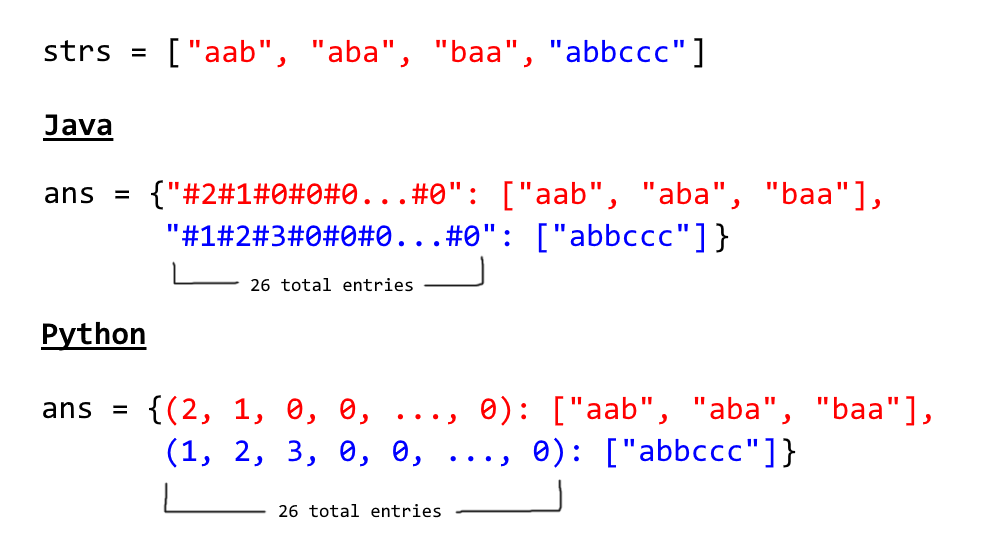 strs = ["aab", "aba", "baa", "abbccc"]
Java
ans = {"#2#1#0#0#0...#0": ["aab", "aba", "baa"],
"#1#2#3#0#0#0...#0": ["abbccc"]}
26 total entries
Python
ans = {(2, 1, 0, 0, ..., 0): ["aab", "aba", "baa"],
(1, 2, 3, 0, 0, ..., 0): ["abbccc"]}
26 total entries